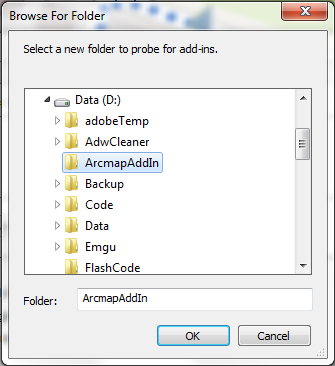 Browse For Folder
Select a new folder to probe for add-ins.
Data (D:)
adobeTemp
AdwCleaner
ArcmapAddIn
Backup
Code
Data
Emgu
FlashCode
Folder: ArcmapAddIn
OK Cancel